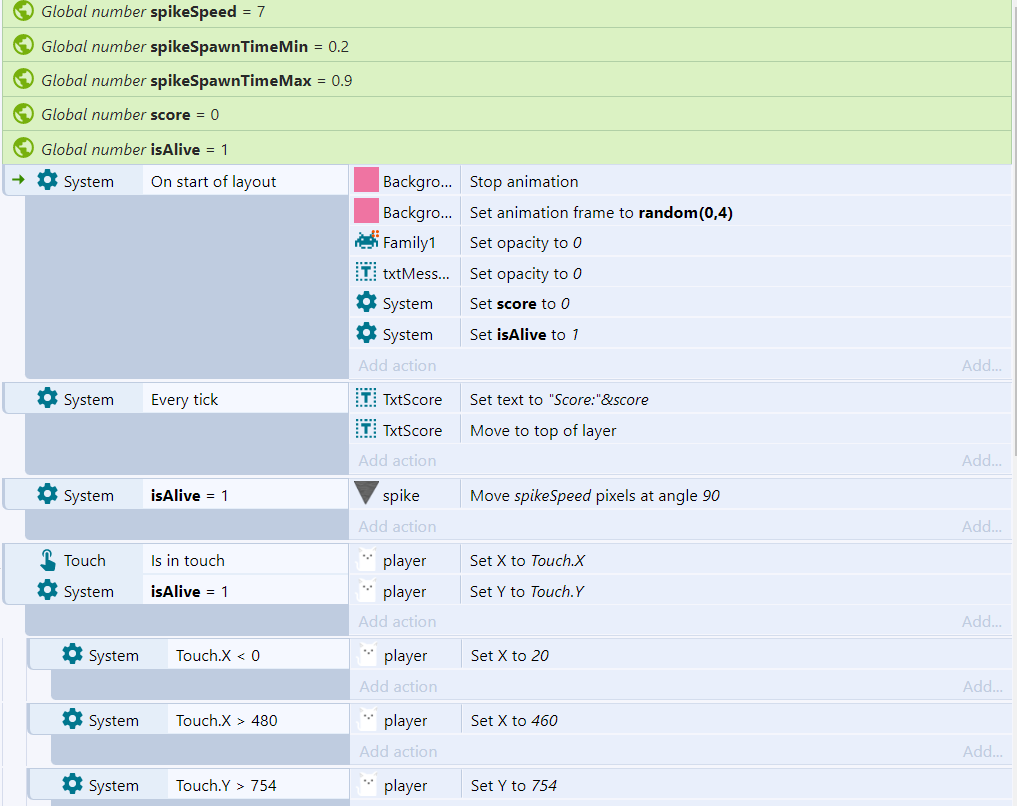 Global number spikeSpeed = 7
Global number spikeSpawnTimeMin = 0.2
Global number spikeSpawnTimeMax = 0.9
Global number score = 0
Global number isAlive = 1
System On start of layout Backgro... Stop animation
Backgro... Set animation frame to random(0,4)
Family1 Set opacity to 0
txtMess... Set opacity to 0
System Set score to 0
System Set isAlive to 1
Add action Add...
System Every tick TxtScore Set text to "Score:"&score
TxtScore Move to top of layer
Add action Add...
System isAlive = 1 spike Move spikeSpeed pixels at angle 90
Add action Add...
Touch Is in touch player Set X to Touch.X
System isAlive = 1 player Set Y to Touch.Y
Add action Add...
System Touch.X < 0 player Set X to 20
Add action Add...
System Touch.X > 480 player Set X to 460
Add action Add...
System Touch.Y > 754 player Set Y to 754